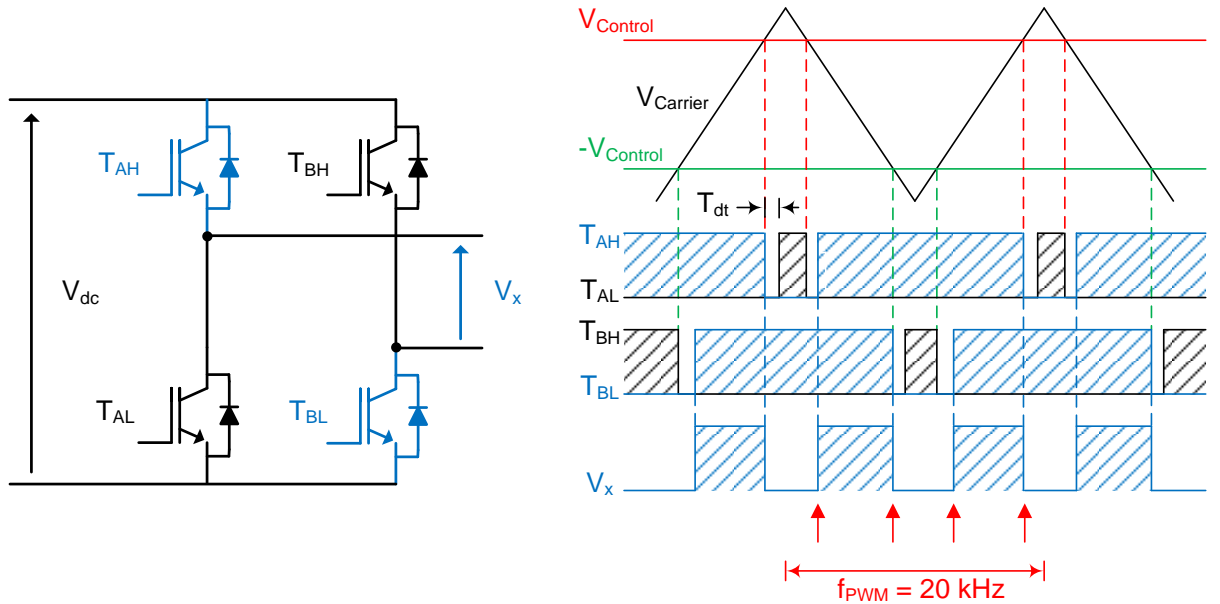 T_AH
T_BH
V_dc
V_x
T_AL
T_BL
V_Control
V_Carrier
-V_Control
T_dt
T_AH
T_AL
T_BH
T_BL
V_x
f_PWM = 20 kHz